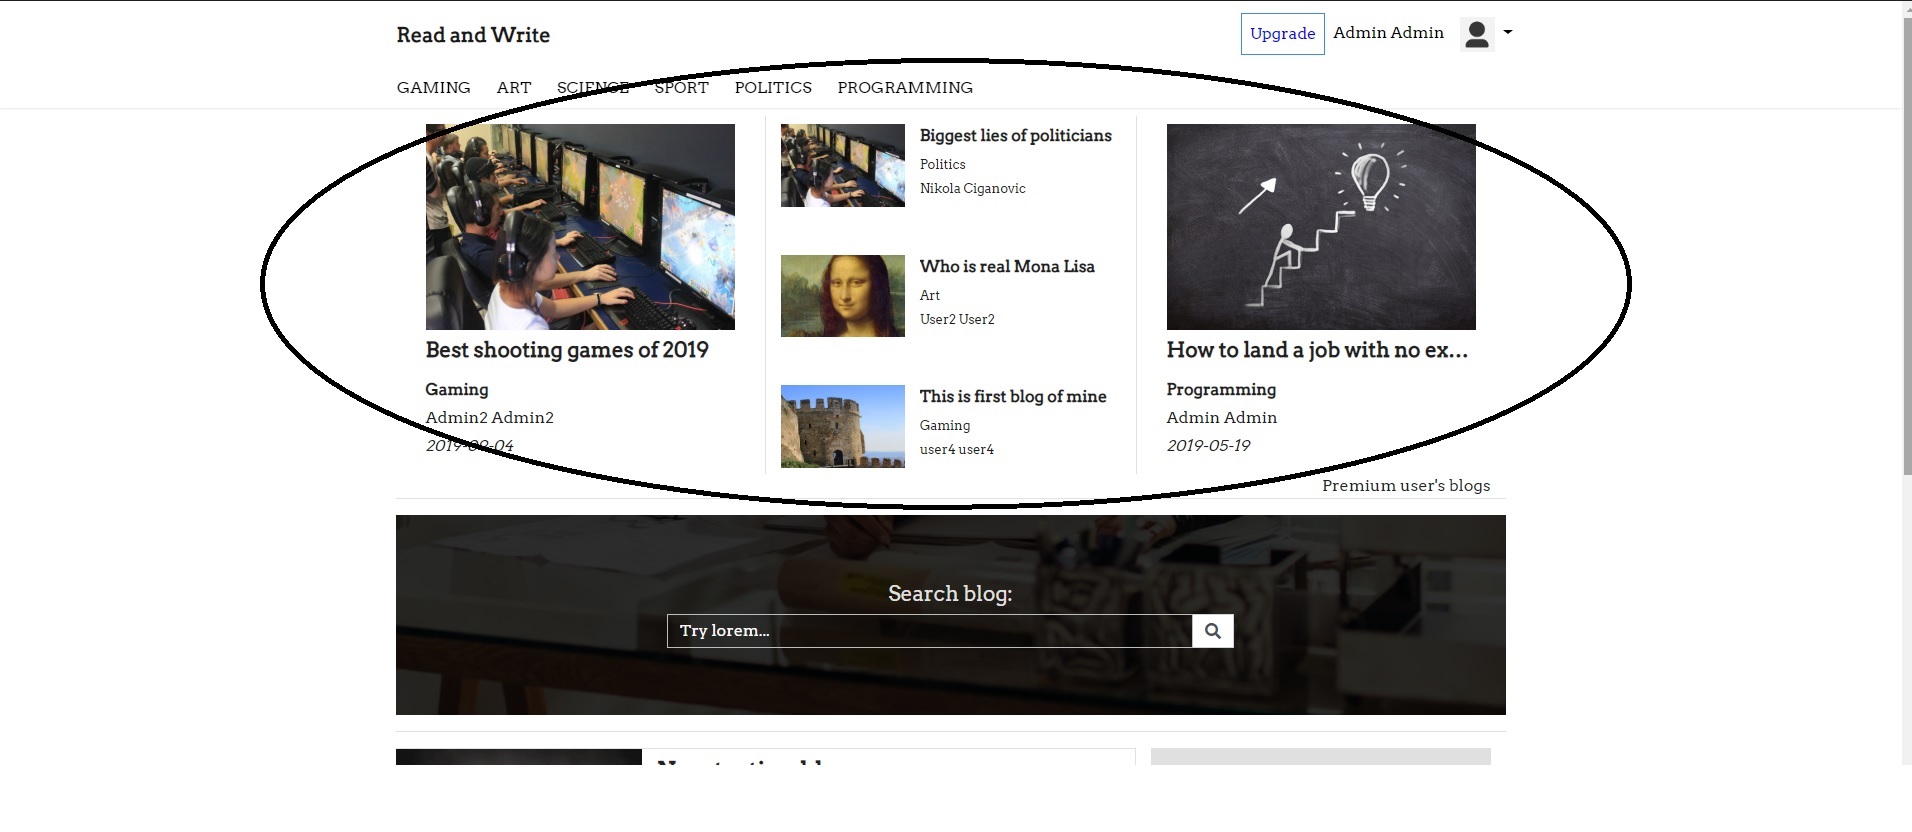 Read and Write
Upgrade
Admin Admin
GAMING ART SCIENCE SPORT POLITICS PROGRAMMING
Best shooting games of 2019
Gaming
Admin2 Admin2
2019-09-04
Biggest lies of politicians
Politics
Nikola Ciganovic
Who is real Mona Lisa
Art
User2 User2
This is first blog of mine
Gaming
user4 user4
How to land a job with no ex...
Programming
Admin Admin
2019-05-19
Premium user's blogs
Search blog:
Try lorem...